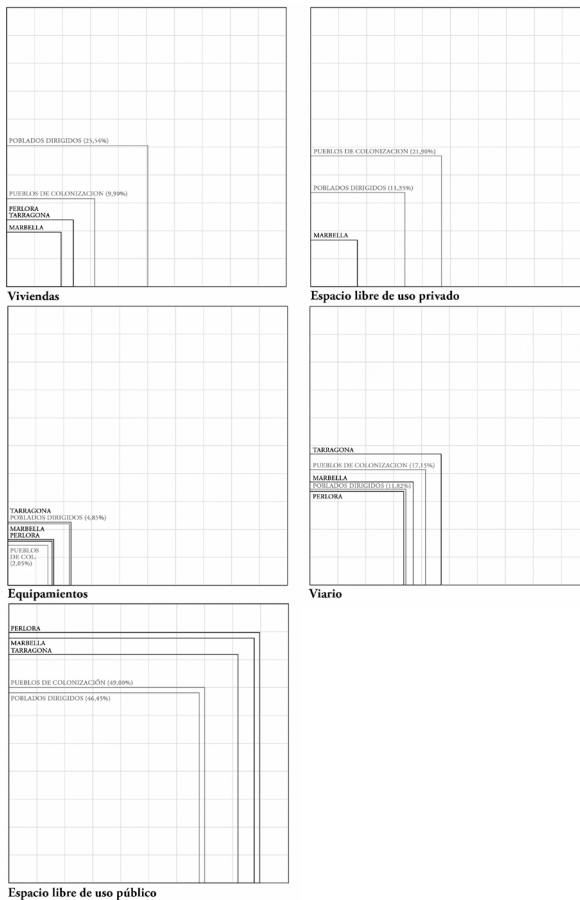 POBLADOS DIRIGIDOS (25,56%)
PUEBLOS DE COLONIZACION (9,90%)
PERLORA
TARRAGONA
MARBELLA
Viviendas
PUEBLOS DE COLONIZACION (21,90%)
POBLADOS DIRIGIDOS (11,35%)
MARBELLA
Espacio libre de uso privado
TARRAGONA
POBLADOS DIRIGIDOS (4,85%)
MARBELLA
PERLORA
PUEBLOS
DE COL.
(2,05%)
Equipamientos
TARRAGONA
PUEBLOS DE COLONIZACION (17,15%)
MARBELLA
POBLADOS DIRIGIDOS (11,82%)
PERLORA
Viario
PERLORA
MARBELLA
TARRAGONA
PUEBLOS DE COLONIZACIÓN (49,00%)
POBLADOS DIRIGIDOS (46,45%)
Espacio libre de uso público